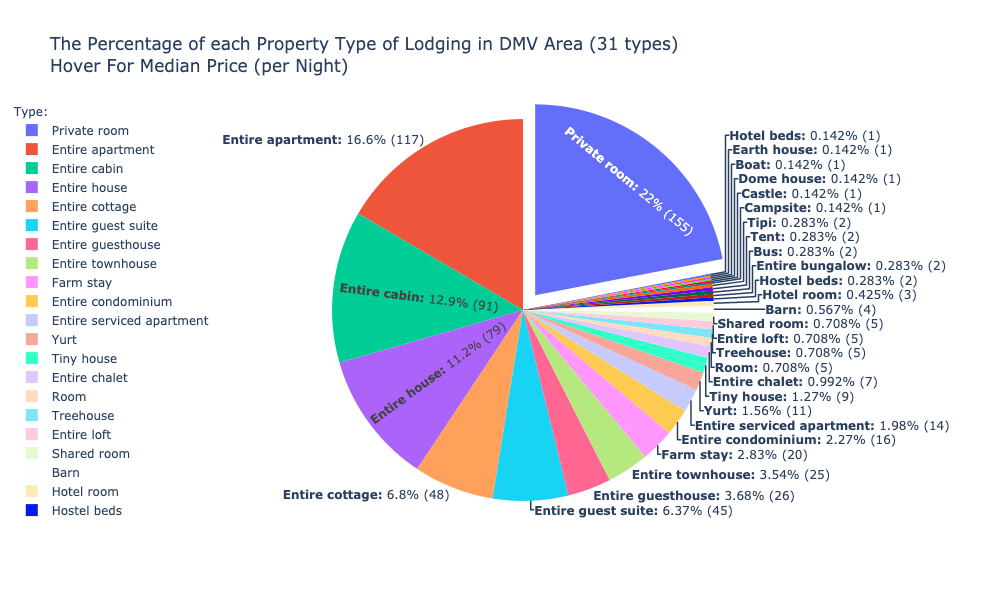 The Percentage of each Property Type of Lodging in DMV Area (31 types)
Hover For Median Price (per Night)
Type:
Private room
Entire apartment
Entire cabin
Entire house
Entire cottage
Entire guest suite
Entire guesthouse
Entire townhouse
Farm stay
Entire condominium
Entire serviced apartment
Yurt
Tiny house
Entire chalet
Room
Treehouse
Entire loft
Shared room
Barn
Hotel room
Hostel beds
Entire apartment: 16.6% (117)
Entire cabin: 12.9% (91)
Entire house: 11.2% (79)
Entire cottage: 6.8% (48)
Private room: 22% (155)
Hotel beds: 0.142% (1)
Earth house: 0.142% (1)
Boat: 0.142% (1)
Dome house: 0.142% (1)
Castle: 0.142% (1)
Campsite: 0.142% (1)
Tipi: 0.283% (2)
Tent: 0.283% (2)
Bus: 0.283% (2)
Entire bungalow: 0.283% (2)
Hostel beds: 0.283% (2)
Hotel room: 0.425% (3)
Barn: 0.567% (4)
Shared room: 0.708% (5)
Entire loft: 0.708% (5)
Treehouse: 0.708% (5)
Room: 0.708% (5)
Entire chalet: 0.992% (7)
Tiny house: 1.27% (9)
Yurt: 1.56% (11)
Entire serviced apartment: 1.98% (14)
Entire condominium: 2.27% (16)
Farm stay: 2.83% (20)
Entire townhouse: 3.54% (25)
Entire guesthouse: 3.68% (26)
Entire guest suite: 6.37% (45)